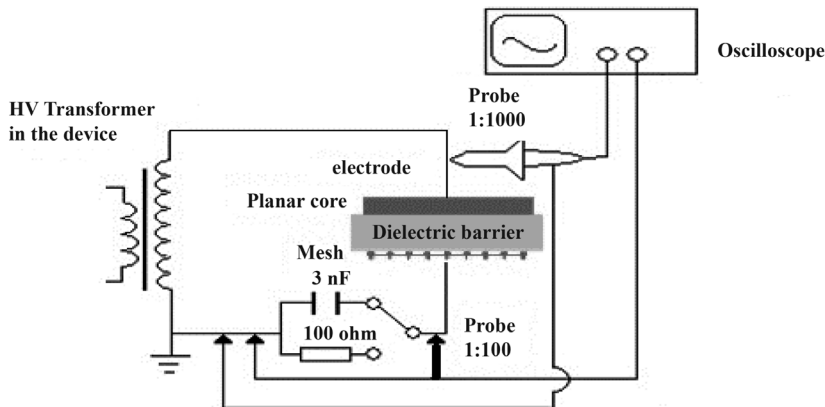 Oscilloscope
HV Transformer
in the device
Probe
1:1000
electrode
Planar core
Dielectric barrier
Mesh
3 nF
100 ohm
Probe
1:100